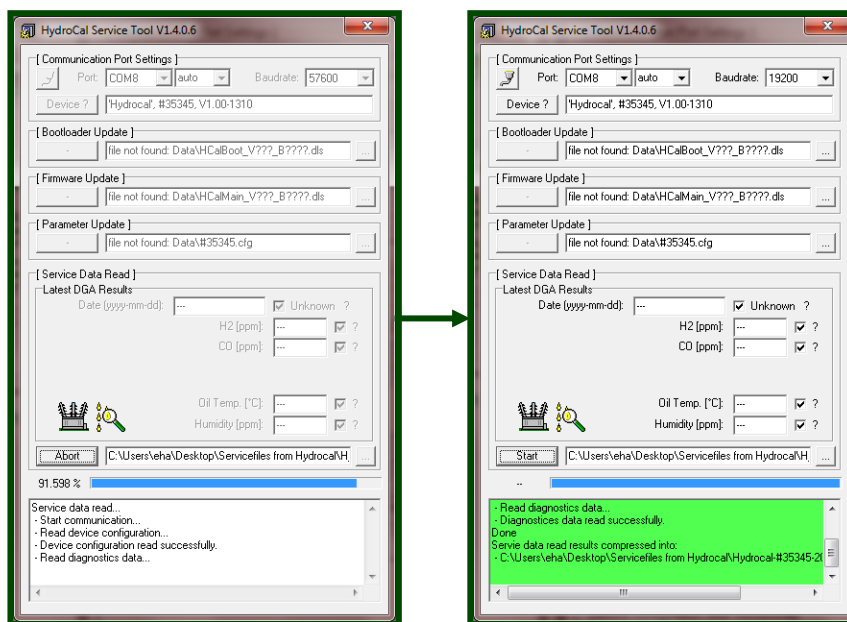 HydroCal Service Tool V1.4.0.6
[ Communication Port Settings ]
Port: COM8 auto Baudrate: 57600
Device ? 'Hydrocal', #35345, V1.00-1310
[ Bootloader Update ]
- file not found: Data\HCalBoot_V???_B????.dls ...
[ Firmware Update ]
- file not found: Data\HCalMain_V???_B????.dls ...
[ Parameter Update ]
- file not found: Data\#35345.cfg ...
[ Service Data Read ]
Latest DGA Results
Date (yyyy-mm-dd): --- Unknown ?
H2 [ppm]: --- ?
CO [ppm]: --- ?
Oil Temp. [°C]: --- ?
Humidity [ppm]: --- ?
Abort C:\Users\eha\Desktop\Servicefiles from Hydrocal\H ...
91.598 %
Service data read...
- Start communication...
- Read device configuration...
- Device configuration read successfully.
- Read diagnostics data...
HydroCal Service Tool V1.4.0.6
[ Communication Port Settings ]
Port: COM8 auto Baudrate: 19200
Device ? 'Hydrocal', #35345, V1.00-1310
[ Bootloader Update ]
- file not found: Data\HCalBoot_V???_B????.dls ...
[ Firmware Update ]
- file not found: Data\HCalMain_V???_B????.dls ...
[ Parameter Update ]
- file not found: Data\#35345.cfg ...
[ Service Data Read ]
Latest DGA Results
Date (yyyy-mm-dd): --- Unknown ?
H2 [ppm]: --- ?
CO [ppm]: --- ?
Oil Temp. [°C]: --- ?
Humidity [ppm]: --- ?
Start C:\Users\eha\Desktop\Servicefiles from Hydrocal\H ...
--
- Read diagnostics data...
- Diagnostices data read successfully.
Done
Servie data read results compressed into:
- C:\Users\eha\Desktop\Servicefiles from Hydrocal\Hydrocal-#35345-20